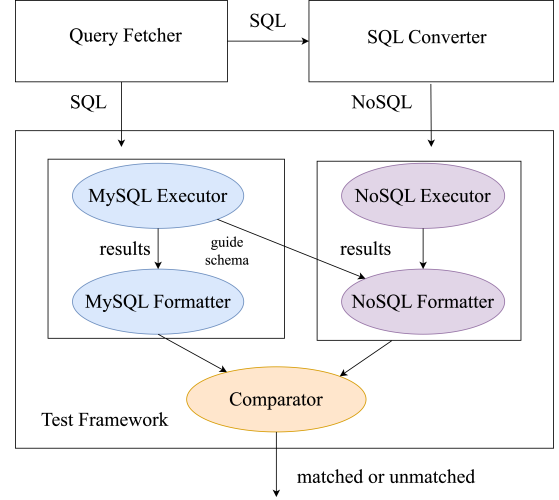 Query Fetcher
SQL
SQL Converter
SQL
NoSQL
MySQL Executor
NoSQL Executor
results
guide
schema
results
MySQL Formatter
NoSQL Formatter
Comparator
Test Framework
matched or unmatched